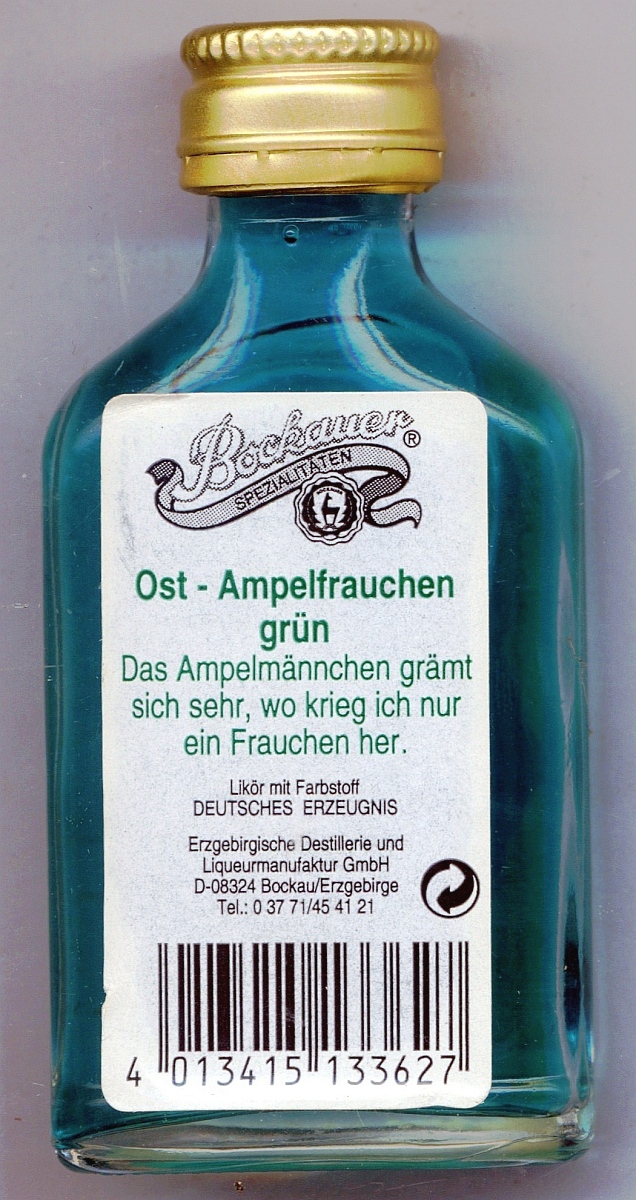 Bockauer ®
SPEZIALITÄTEN
Ost - Ampelfrauchen
grün
Das Ampelmännchen grämt
sich sehr, wo krieg ich nur
ein Frauchen her.
Likör mit Farbstoff
DEUTSCHES ERZEUGNIS
Erzgebirgische Destillerie und
Liqueurmanufaktur GmbH
D-08324 Bockau/Erzgebirge
Tel.: 0 37 71/45 41 21
4 013415 133627